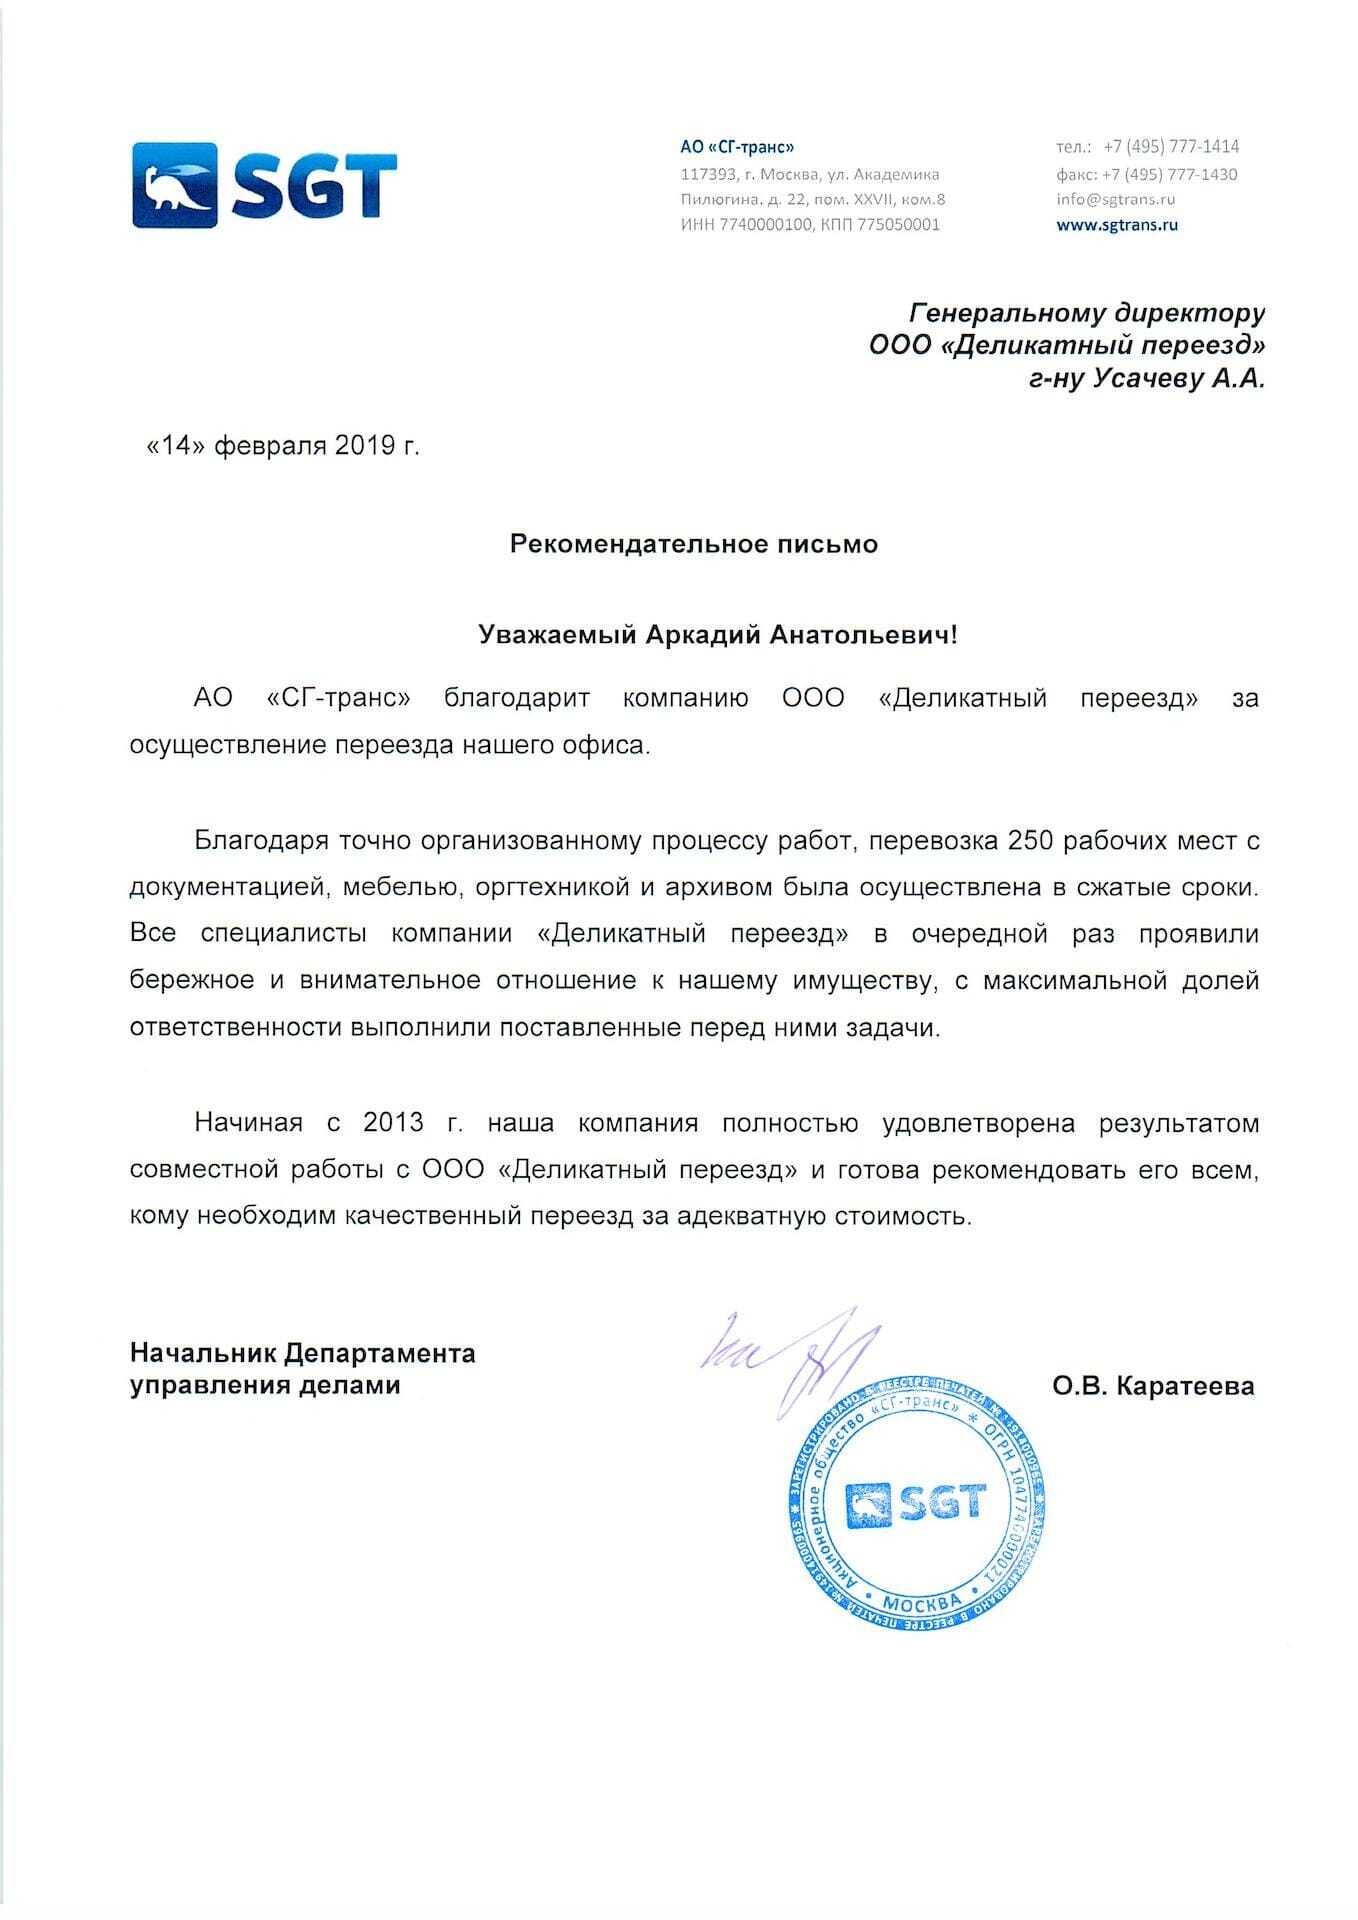 SGT
АО «СГ-транс»
117393, г. Москва, ул. Академика
Пилюгина. д. 22, пом. XXVII, ком.8
ИНН 7740000100, КПП 775050001
тел.: +7 (495) 777-1414
факс: +7 (495) 777-1430
info@sgtrans.ru
www.sgtrans.ru
Генеральному директору
ООО «Деликатный переезд»
г-ну Усачеву А.А.
«14» февраля 2019 г.
Рекомендательное письмо
Уважаемый Аркадий Анатольевич!
АО «СГ-транс» благодарит компанию ООО «Деликатный переезд» за
осуществление переезда нашего офиса.
Благодаря точно организованному процессу работ, перевозка 250 рабочих мест с
документацией, мебелью, оргтехникой и архивом была осуществлена в сжатые сроки.
Все специалисты компании «Деликатный переезд» в очередной раз проявили
бережное и внимательное отношение к нашему имуществу, с максимальной долей
ответственности выполнили поставленные перед ними задачи.
Начиная с 2013 г. наша компания полностью удовлетворена результатом
совместной работы с ООО «Деликатный переезд» и готова рекомендовать его всем,
кому необходим качественный переезд за адекватную стоимость.
Начальник Департамента
управления делами
О.В. Каратеева
ЗАРЕГИСТРИРОВАНО В РЕЕСТРЕ ПЕЧАТЕЙ № 1491400096S * ЗАРЕГИСТРИРОВАНО В РЕЕСТРЕ ПЕЧАТЕЙ № 1491400096S *
Акционерное общество «СГ-транс» * ОГРН 1047740000021
• МОСКВА •
SGT